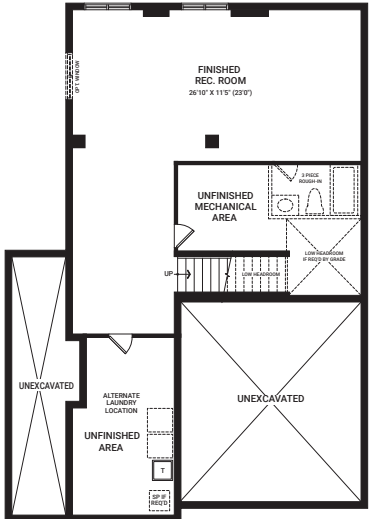 OPT. WINDOW
FINISHED
REC. ROOM
26'10" X 11'5" (23'0")
3 PIECE
ROUGH-IN
UNFINISHED
MECHANICAL
AREA
LOW HEADROOM
IF REQ'D BY GRADE
UP
LOW HEADROOM
UNEXCAVATED
ALTERNATE
LAUNDRY
LOCATION
UNFINISHED
AREA
UNEXCAVATED
T
SP IF
REQ'D